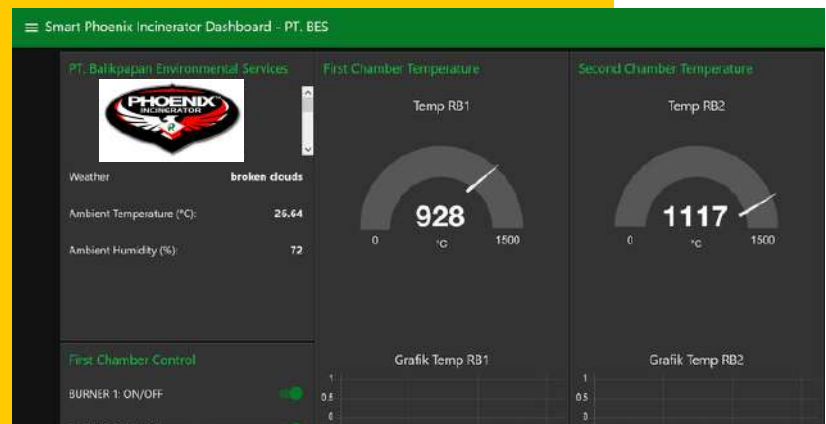 Smart Phoenix Incinerator Dashboard - PT. BES
PT. Balikpapan Environmental Services
PHOENIX
INCINERATOR
Weather broken clouds
Ambient Temperature (°C): 26.64
Ambient Humidity (%): 72
First Chamber Control
BURNER 1: ON/OFF
First Chamber Temperature
Temp RB1
928
0 °C 1500
Grafik Temp RB1
1
0.5
0
Second Chamber Temperature
Temp RB2
1117
0 °C 1500
Grafik Temp RB2
1
0.5
0